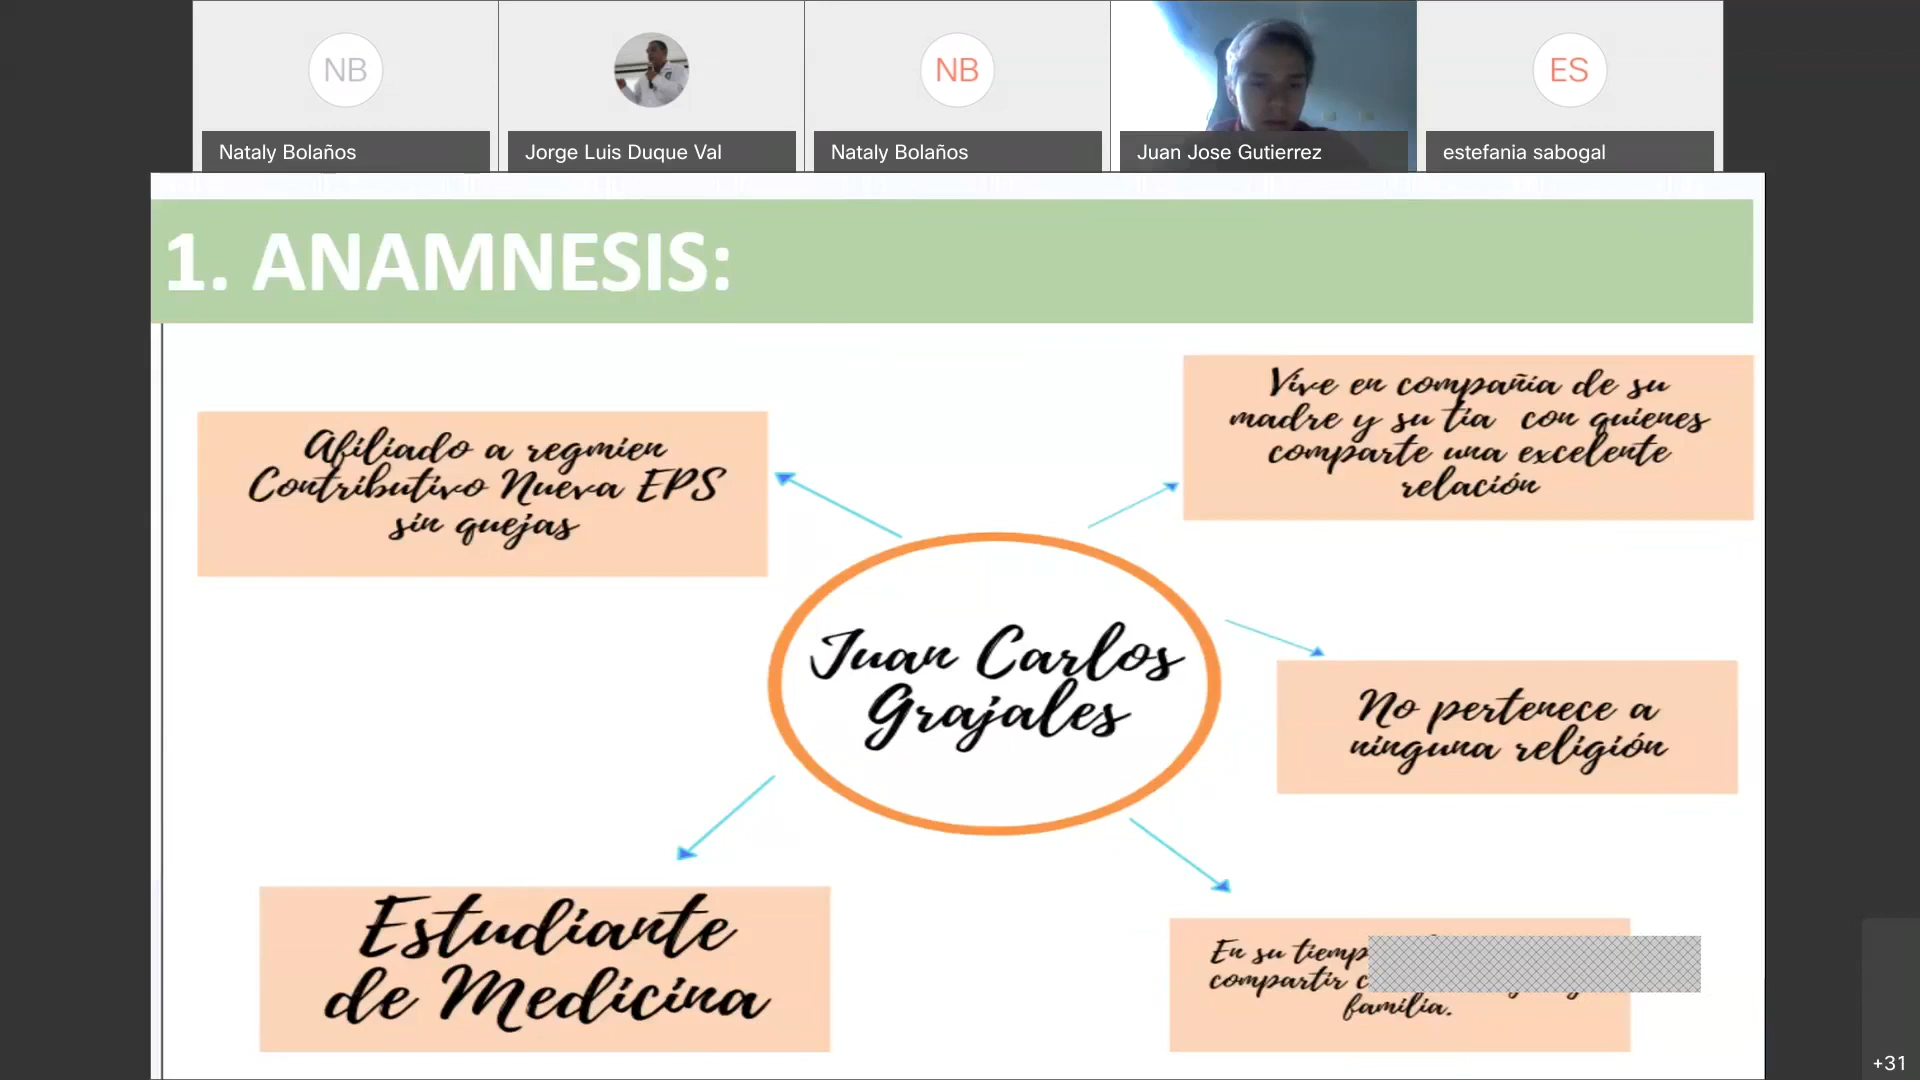 NB
NB
ES
Nataly Bolaños
Jorge Luis Duque Val
Nataly Bolaños
Juan Jose Gutierrez
estefania sabogal
1. ANAMNESIS:
Afiliado a regmien
Contributivo Nueva EPS
sin quejas
Vive en compañia de su
madre y su tía con quienes
comparte una excelente
relación
Juan Carlos
Grajales
No pertenece a
ninguna religión
Estudiante
de Medicina
En su
compartir
familia.
+31